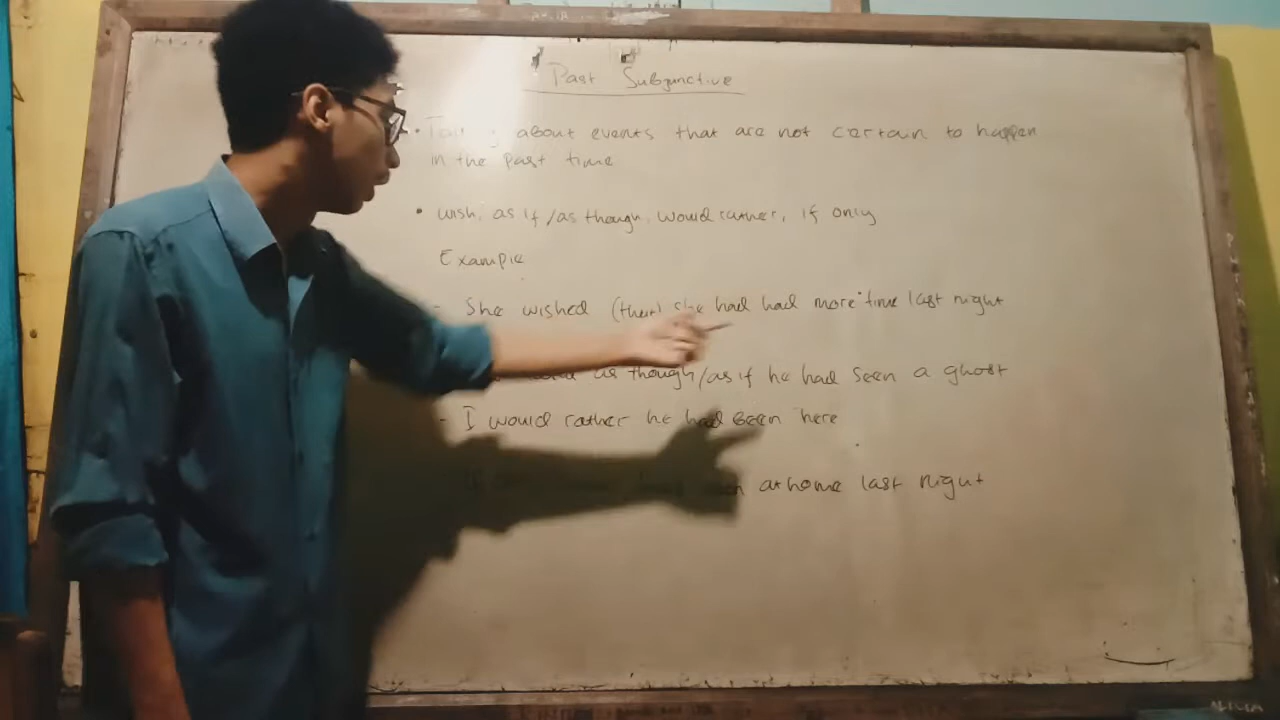 Past Subjunctive
• about events that are not certain to happen
in the past time
• wish, as if / as though, would rather, if only
Example
- She wished (that) she had had more time last night
as though/as if he had seen a ghost
- I would rather he had been here
at home last night